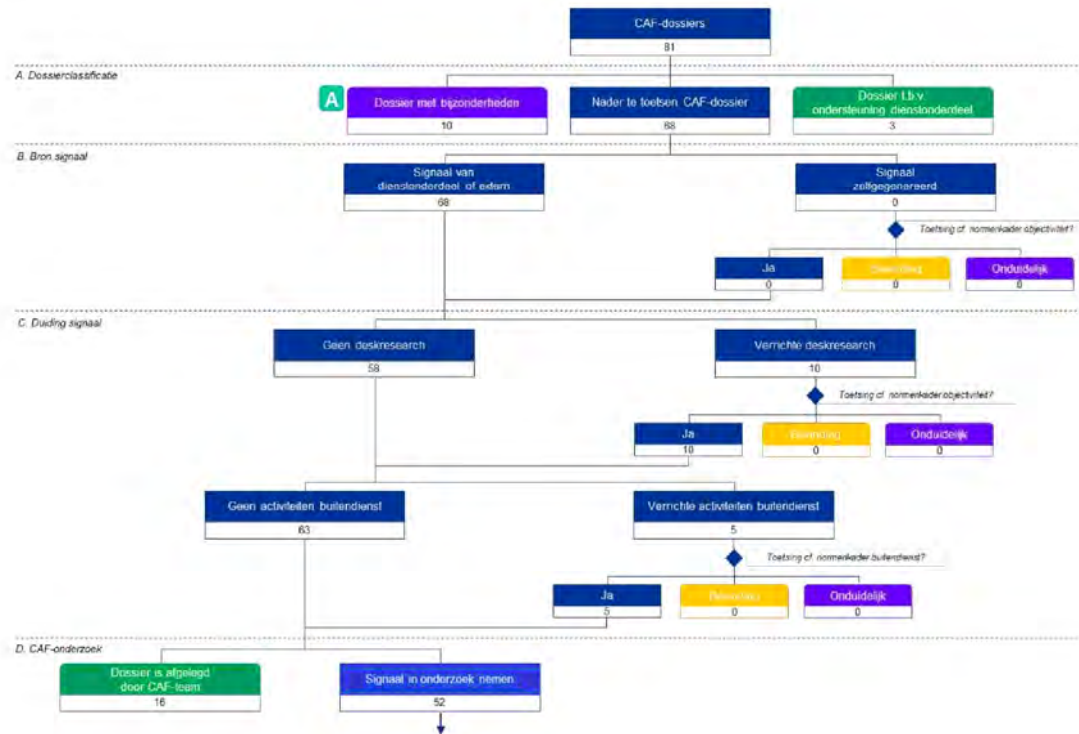 CAF-dossiers
81
A. Dossierclassificatie
A
Dossier met bijzonderheden
10
Nader te toetsen CAF-dossier
68
Dossier t.b.v.
ondersteuning dienstonderdeel
3
B. Bron signaal
Signaal van
dienstonderdeel of extern
68
Signaal
zelfgegenereerd
0
Toetsing cf. normenkader objectiviteit?
Ja
0
0
Onduidelijk
0
C. Duiding signaal
Geen deskresearch
58
Verrichte deskresearch
10
Toetsing cf. normenkader objectiviteit?
Ja
10
Bevinding
0
Onduidelijk
0
Geen activiteiten buitendienst
63
Verrichte activiteiten buitendienst
5
Toetsing cf. normenkader buitendienst?
Ja
5
0
Onduidelijk
0
D. CAF-onderzoek
Dossier is afgelegd
door CAF-team
16
Signaal in onderzoek nemen
52